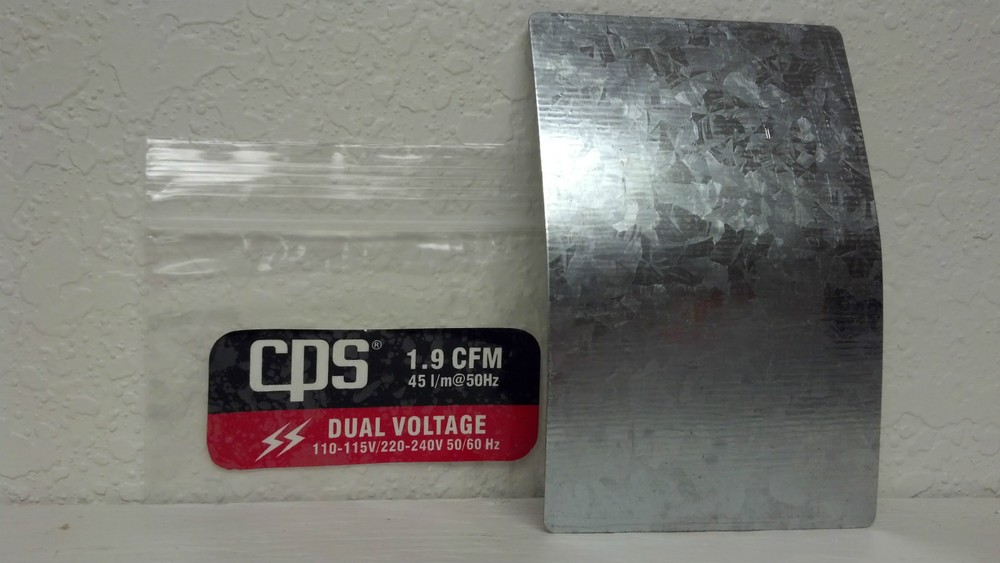 CPS®
1.9 CFM
45 l/m@50Hz
DUAL VOLTAGE
110-115V/220-240V 50/60 Hz